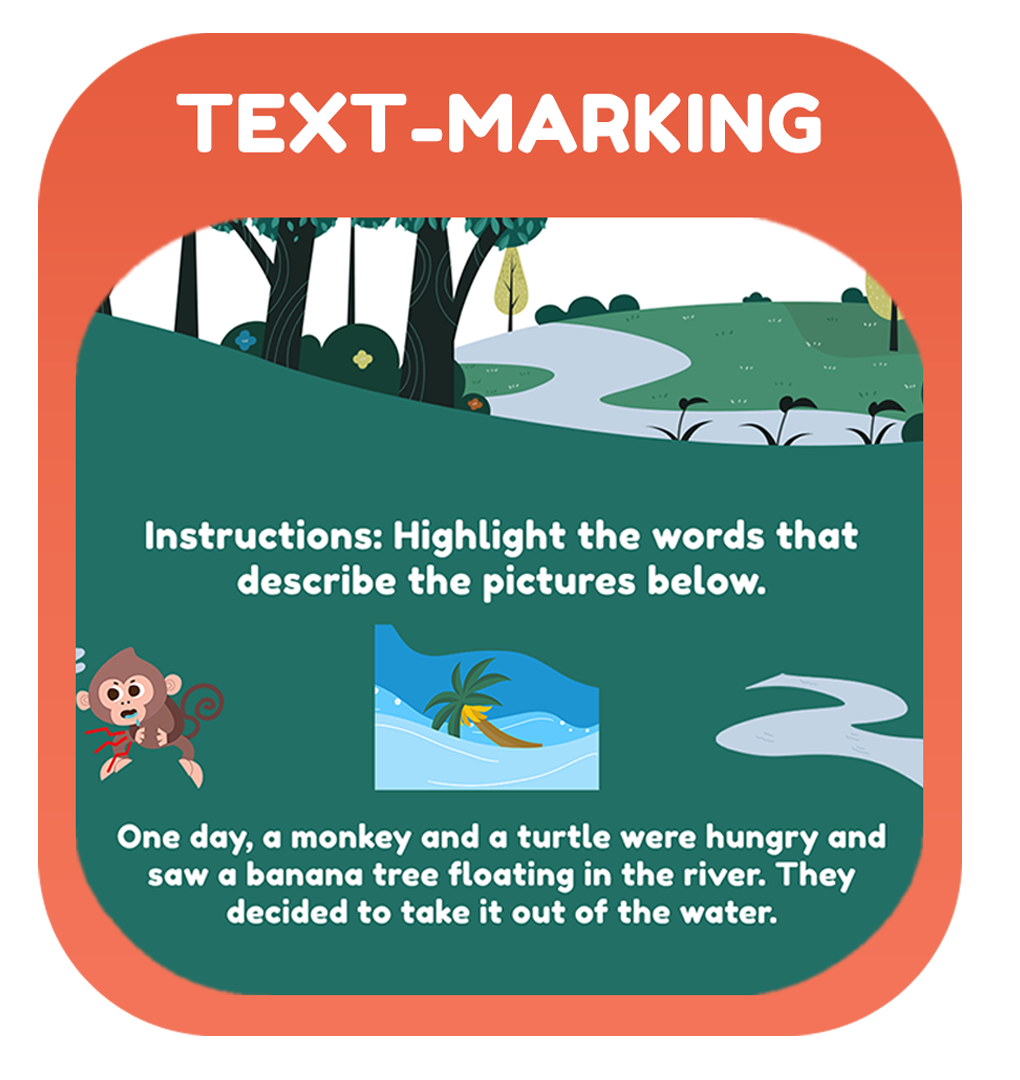 TEXT-MARKING
Instructions: Highlight the words that
describe the pictures below.
One day, a monkey and a turtle were hungry and
saw a banana tree floating in the river. They
decided to take it out of the water.